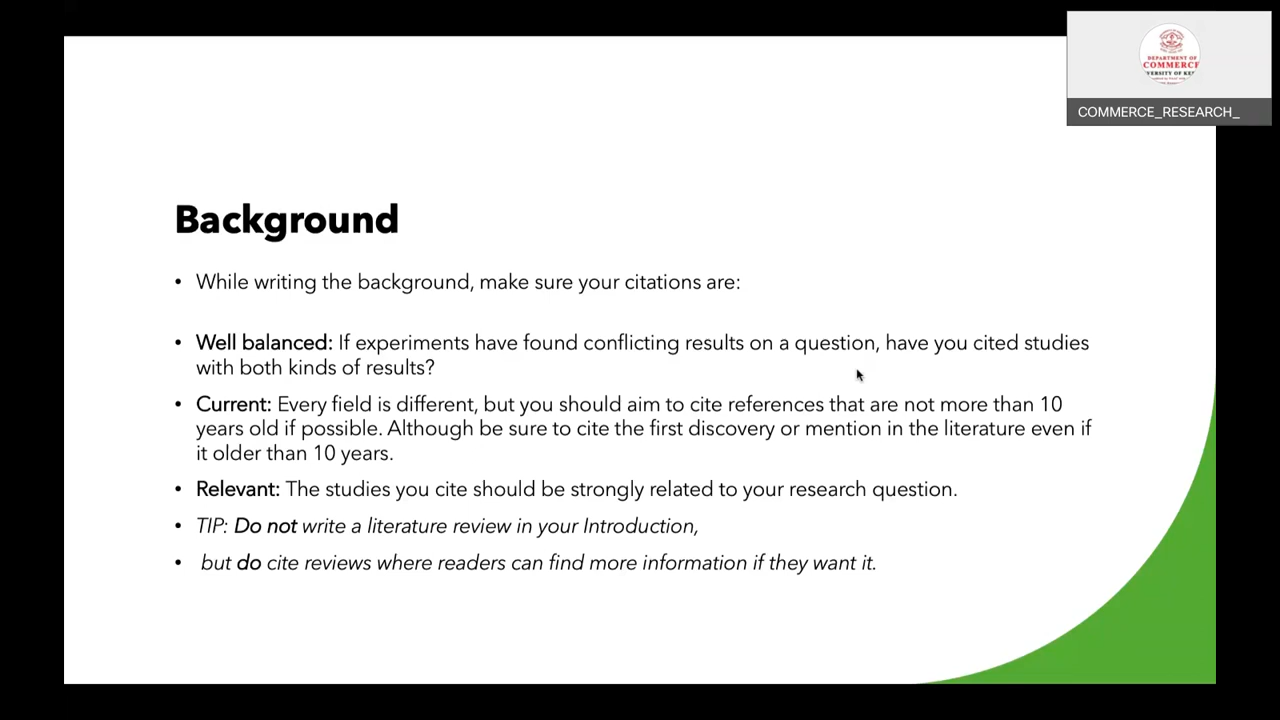 DEPARTMENT OF
COMMERCE
COMMERCE_RESEARCH_
Background
• While writing the background, make sure your citations are:
• Well balanced: If experiments have found conflicting results on a question, have you cited studies
with both kinds of results?
• Current: Every field is different, but you should aim to cite references that are not more than 10
years old if possible. Although be sure to cite the first discovery or mention in the literature even if
it older than 10 years.
• Relevant: The studies you cite should be strongly related to your research question.
• TIP: Do not write a literature review in your Introduction,
• but do cite reviews where readers can find more information if they want it.